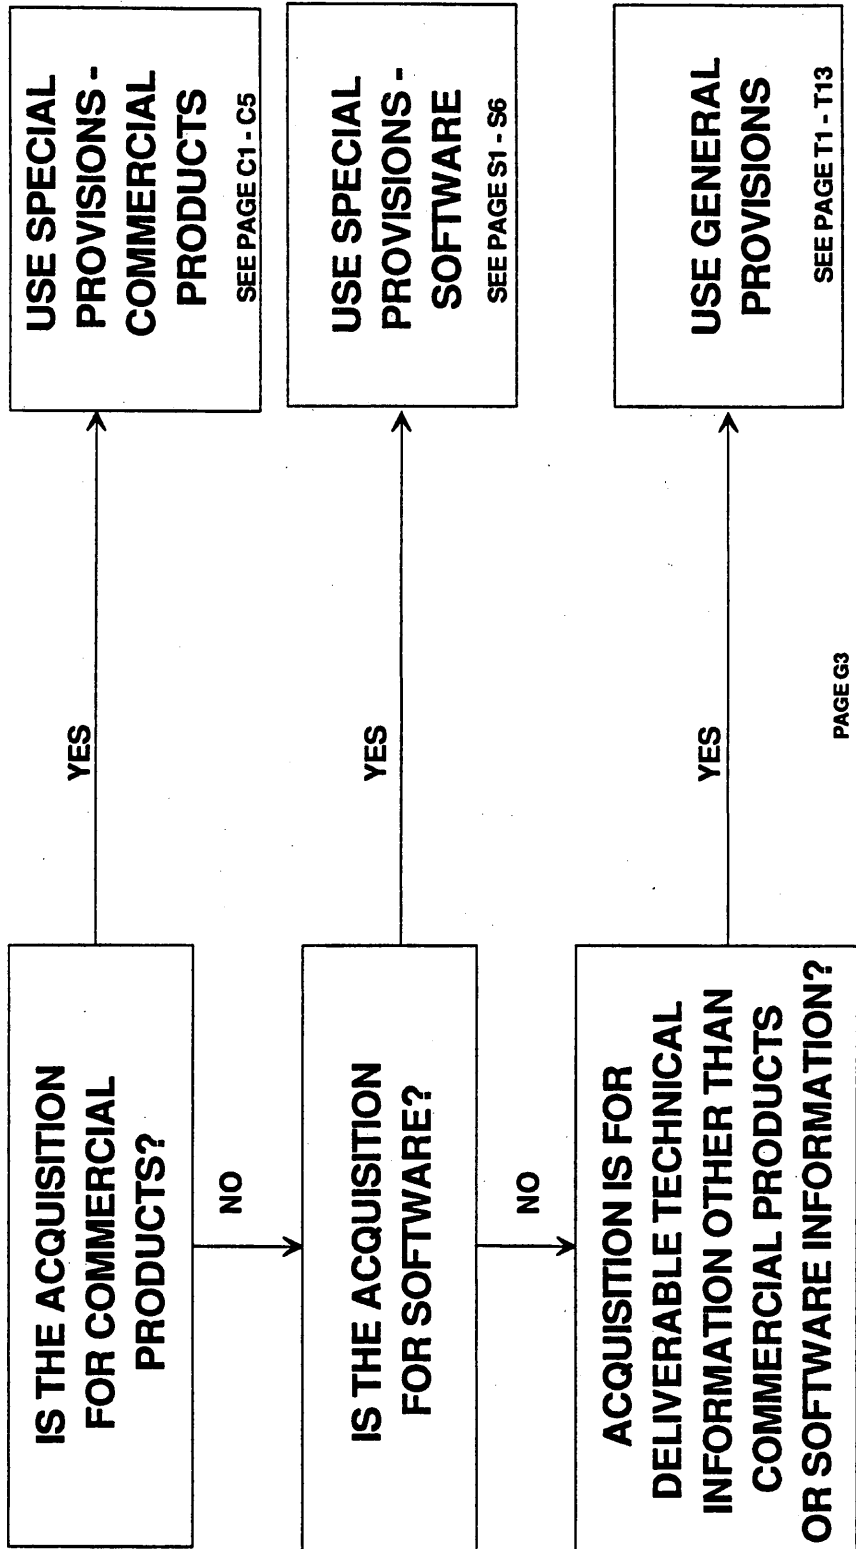 IS THE ACQUISITION
FOR COMMERCIAL
PRODUCTS?
YES
USE SPECIAL
PROVISIONS -
COMMERCIAL
PRODUCTS
SEE PAGE C1 - C5
NO
IS THE ACQUISITION
FOR SOFTWARE?
YES
USE SPECIAL
PROVISIONS -
SOFTWARE
SEE PAGE S1 - S6
NO
ACQUISITION IS FOR
DELIVERABLE TECHNICAL
INFORMATION OTHER THAN
COMMERCIAL PRODUCTS
OR SOFTWARE INFORMATION?
YES
USE GENERAL
PROVISIONS
SEE PAGE T1 - T13
PAGE G3